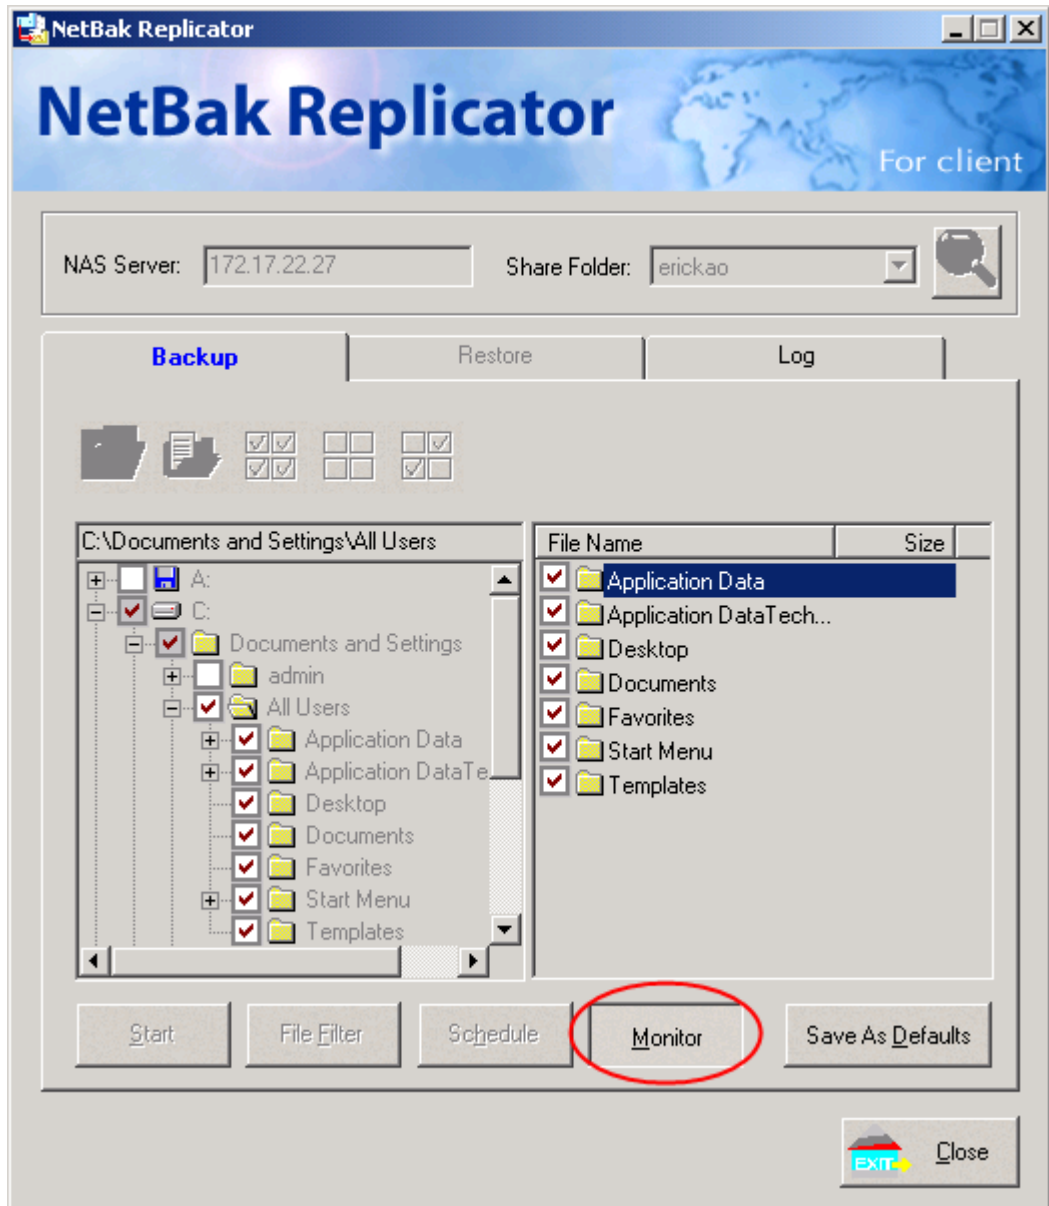 NetBak Replicator
NetBak Replicator
For client
NAS Server: 172.17.22.27 Share Folder: erickao
Backup Restore Log
C:\Documents and Settings\All Users
File Name Size
A:
C:
Documents and Settings
admin
All Users
Application Data
Application DataTe
Desktop
Documents
Favorites
Start Menu
Templates
Application Data
Application DataTech...
Desktop
Documents
Favorites
Start Menu
Templates
Start File Filter Schedule Monitor Save As Defaults
EXIT Close